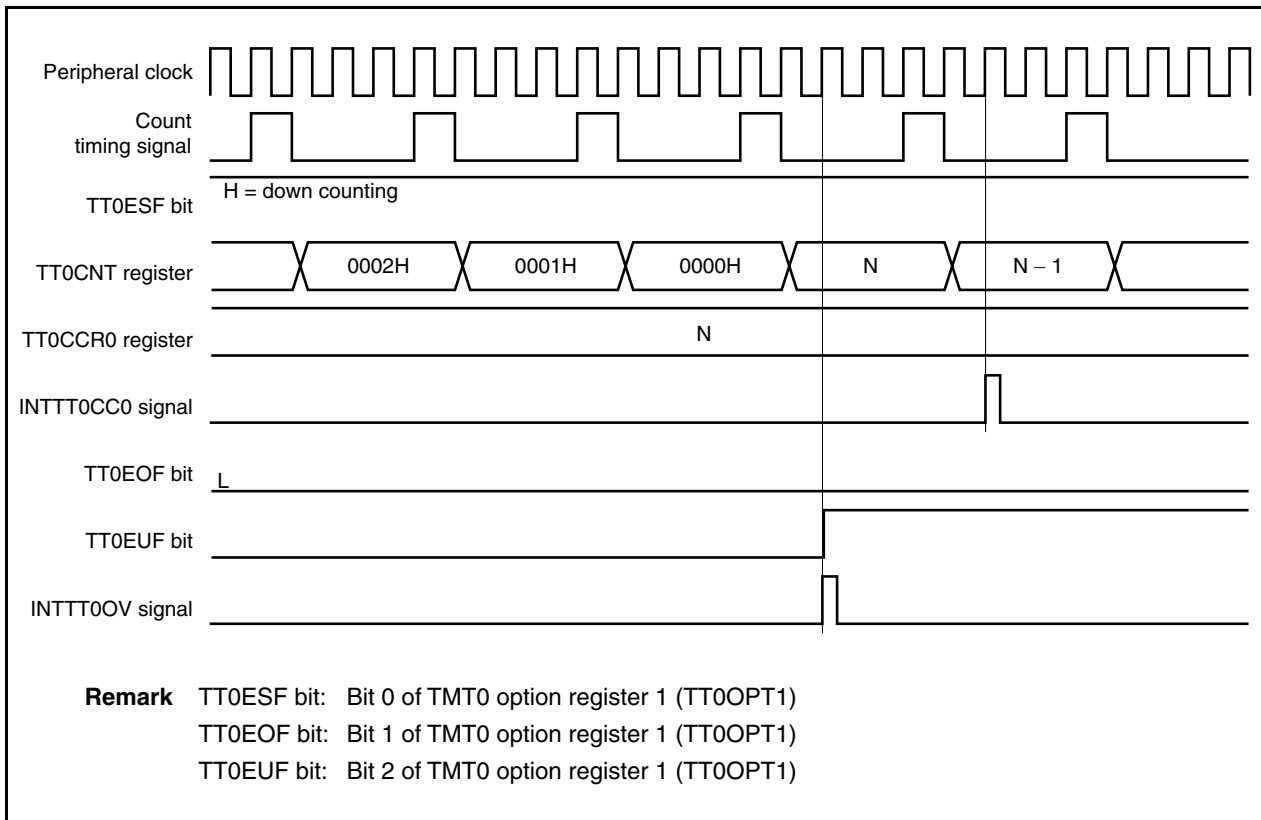 Peripheral clock
Count
timing signal
H = down counting
TT0ESF bit
TT0CNT register
0002H
0001H
0000H
N
N – 1
TT0CCR0 register
N
INTTT0CC0 signal
TT0EOF bit
L
TT0EUF bit
INTTT0OV signal
Remark TT0ESF bit: Bit 0 of TMT0 option register 1 (TT0OPT1)
TT0EOF bit: Bit 1 of TMT0 option register 1 (TT0OPT1)
TT0EUF bit: Bit 2 of TMT0 option register 1 (TT0OPT1)